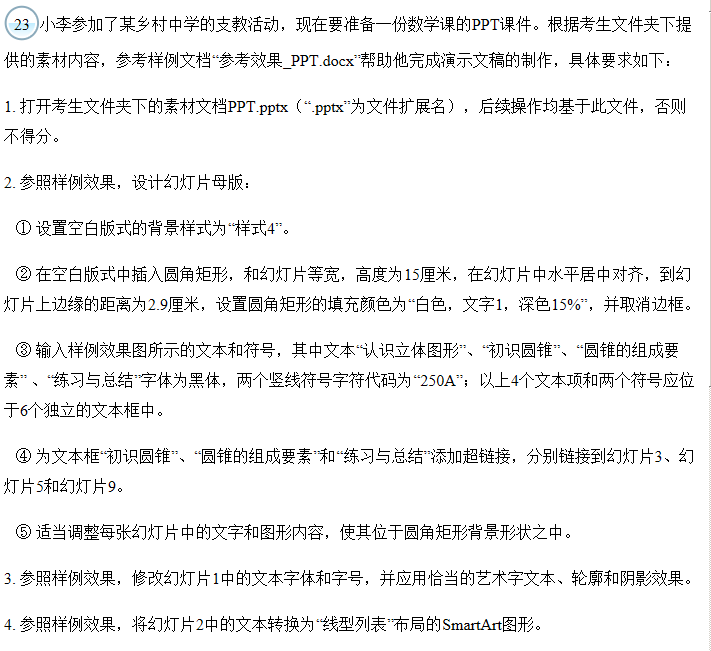 23 小李参加了某乡村中学的支教活动，现在要准备一份数学课的PPT课件。根据考生文件夹下提
供的素材内容，参考样例文档“参考效果_PPT.docx”帮助他完成演示文稿的制作，具体要求如下：
1. 打开考生文件夹下的素材文档PPT.pptx（“.pptx”为文件扩展名），后续操作均基于此文件，否则
不得分。
2. 参照样例效果，设计幻灯片母版：
① 设置空白版式的背景样式为“样式4”。
② 在空白版式中插入圆角矩形，和幻灯片等宽，高度为15厘米，在幻灯片中水平居中对齐，到幻
灯片上边缘的距离为2.9厘米，设置圆角矩形的填充颜色为“白色，文字1，深色15%”，并取消边框。
③ 输入样例效果图所示的文本和符号，其中文本“认识立体图形”、“初识圆锥”、“圆锥的组成要
素” 、“练习与总结”字体为黑体，两个竖线符号字符代码为“250A”；以上4个文本项和两个符号应位
于6个独立的文本框中。
④ 为文本框“初识圆锥”、“圆锥的组成要素”和“练习与总结”添加超链接，分别链接到幻灯片3、幻
灯片5和幻灯片9。
⑤ 适当调整每张幻灯片中的文字和图形内容，使其位于圆角矩形背景形状之中。
3. 参照样例效果，修改幻灯片1中的文本字体和字号，并应用恰当的艺术字文本、轮廓和阴影效果。
4. 参照样例效果，将幻灯片2中的文本转换为“线型列表”布局的SmartArt图形。